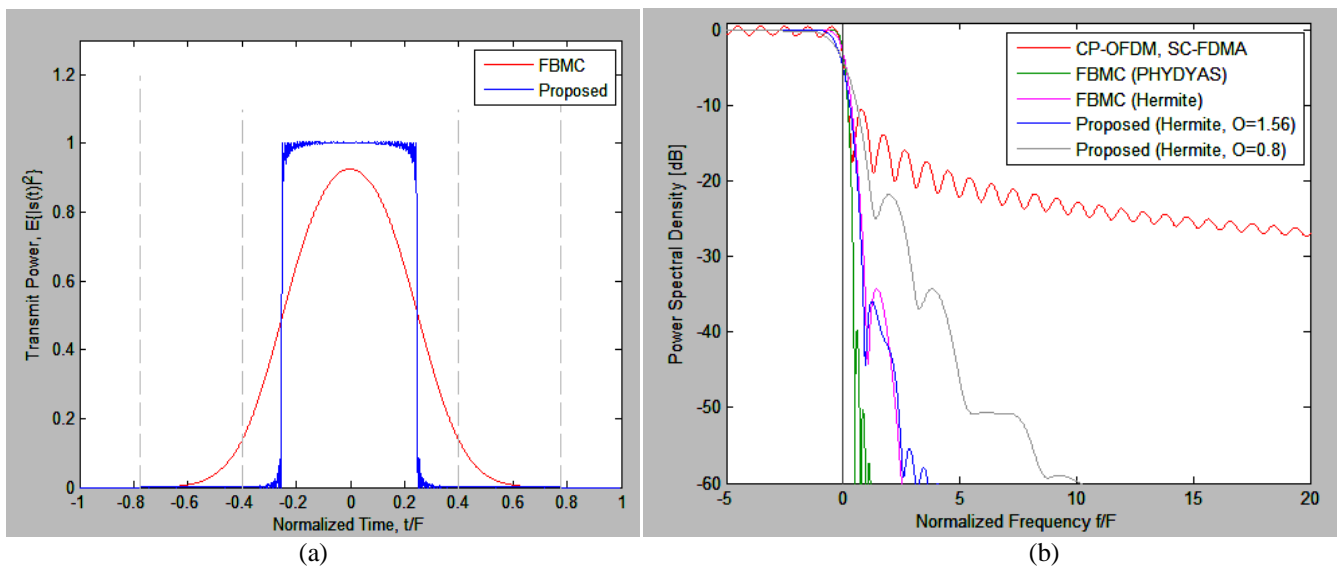 FBMC
Proposed
Transmit Power, E{|s(t)|²}
1.2
1
0.8
0.6
0.4
0.2
0
-1
-0.8
-0.6
-0.4
-0.2
0
0.2
0.4
0.6
0.8
1
Normalized Time, t/F
(a)
CP-OFDM, SC-FDMA
FBMC (PHYDYAS)
FBMC (Hermite)
Proposed (Hermite, O=1.56)
Proposed (Hermite, O=0.8)
Power Spectral Density [dB]
0
-10
-20
-30
-40
-50
-60
-5
0
5
10
15
20
Normalized Frequency f/F
(b)